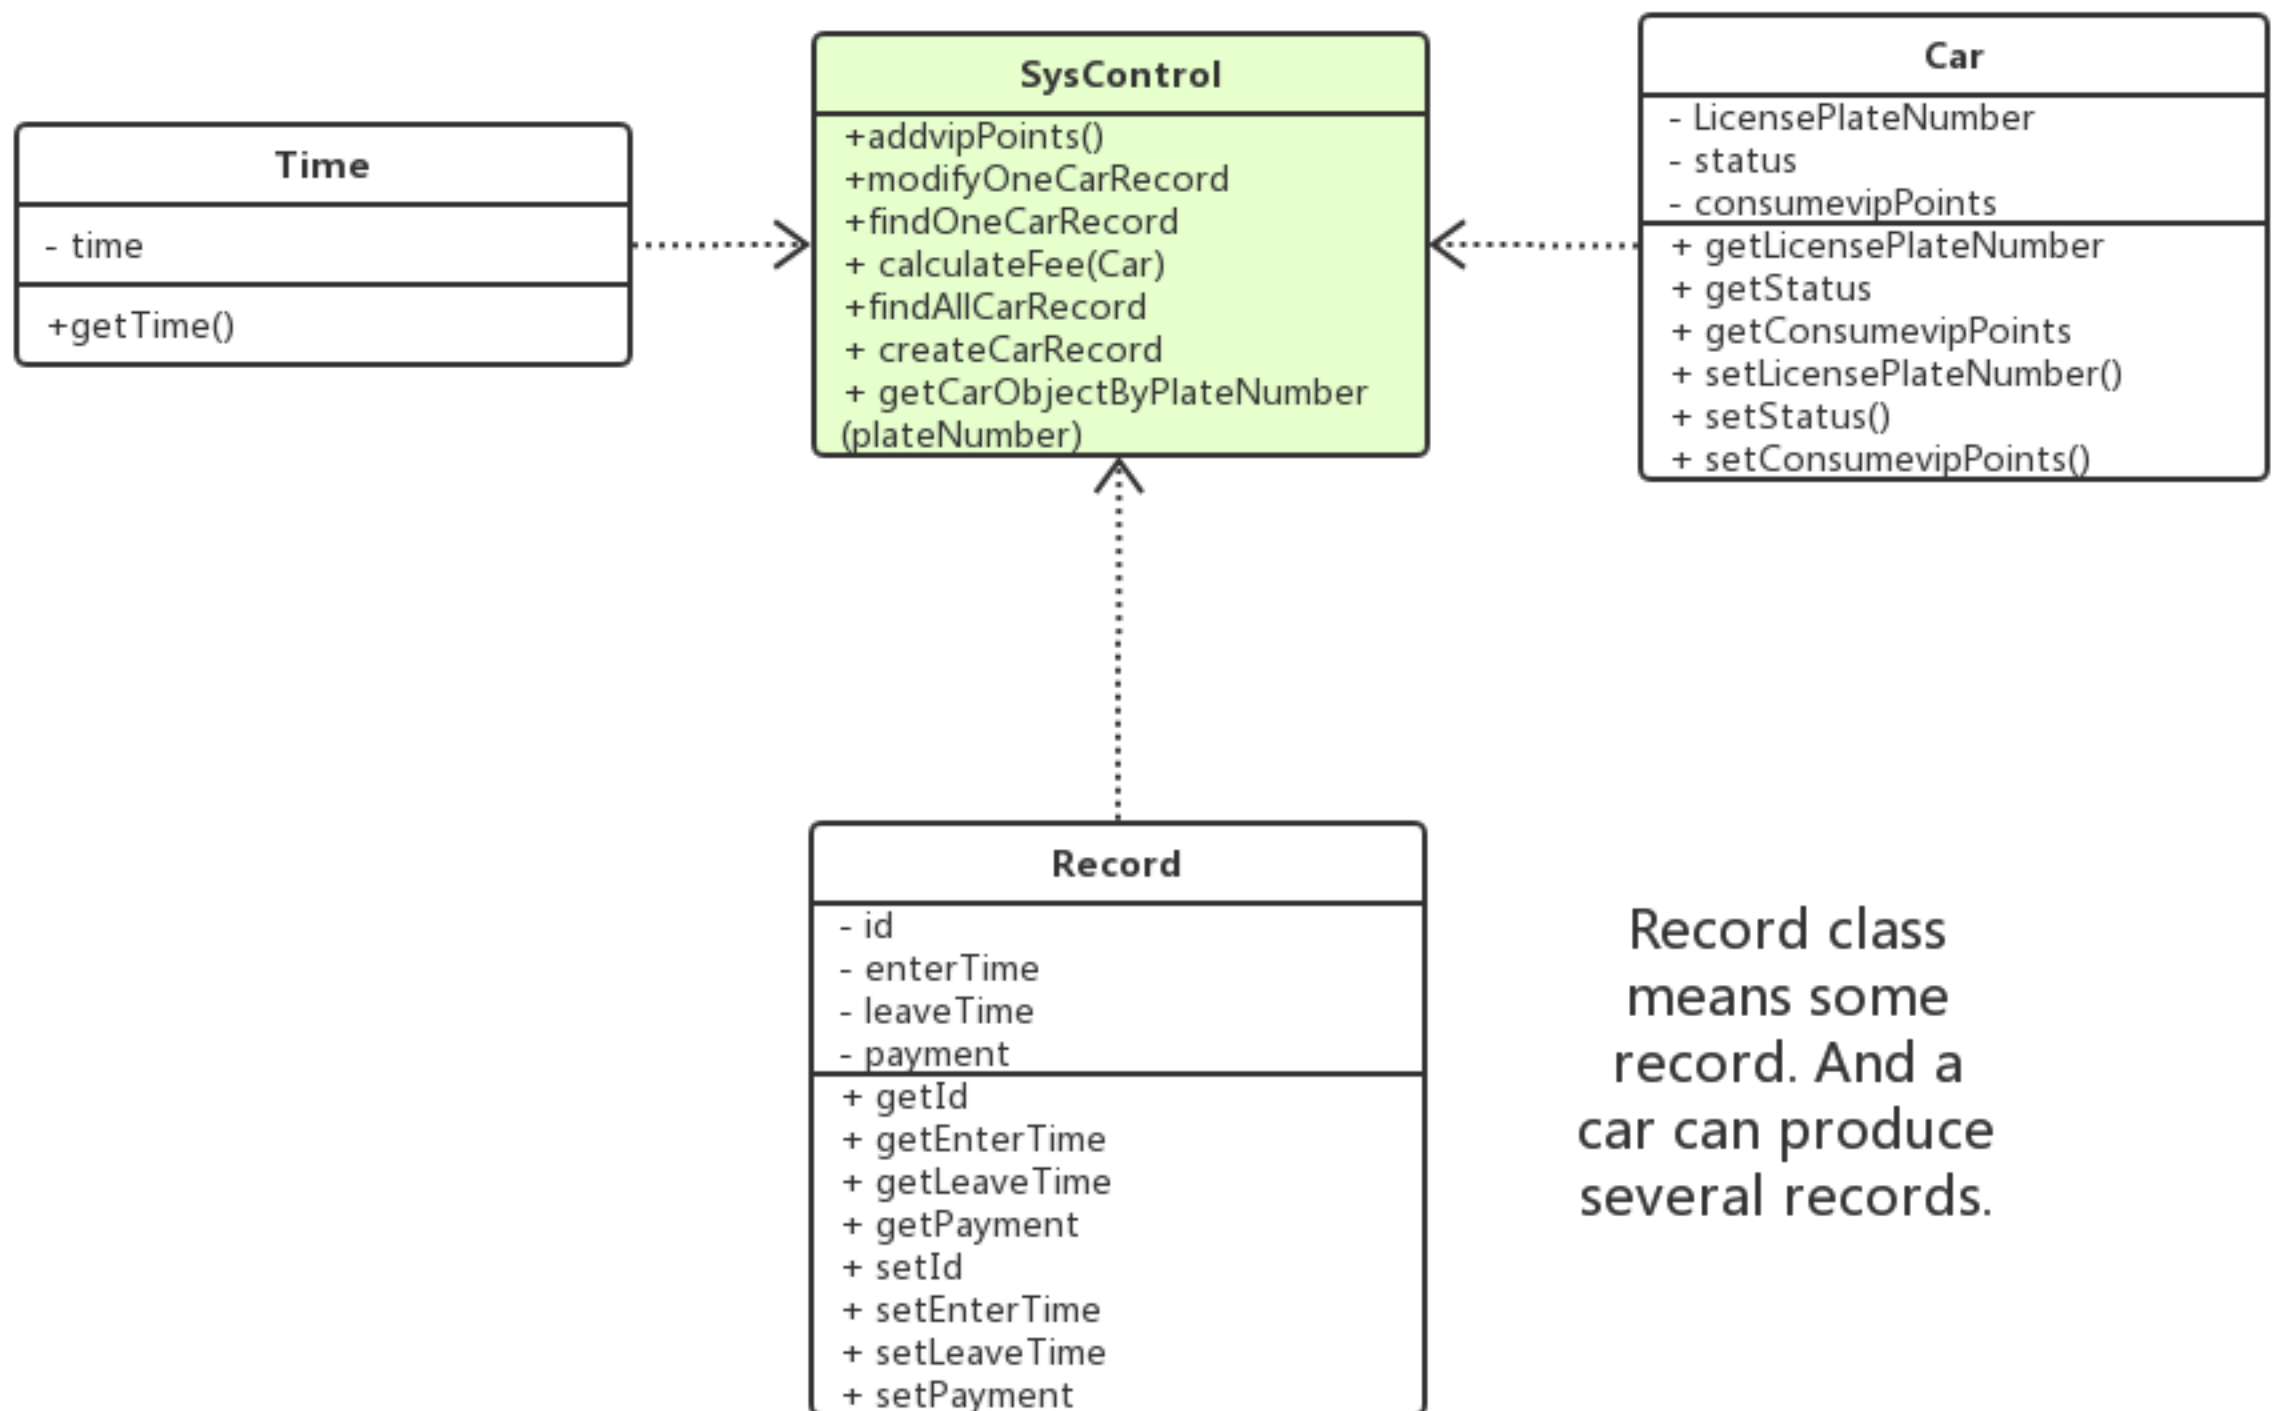 Time
- time
+getTime()
SysControl
+addvipPoints()
+modifyOneCarRecord
+findOneCarRecord
+ calculateFee(Car)
+findAllCarRecord
+ createCarRecord
+ getCarObjectByPlateNumber
(plateNumber)
Car
- LicensePlateNumber
- status
- consumevipPoints
+ getLicensePlateNumber
+ getStatus
+ getConsumevipPoints
+ setLicensePlateNumber()
+ setStatus()
+ setConsumevipPoints()
Record
- id
- enterTime
- leaveTime
- payment
+ getId
+ getEnterTime
+ getLeaveTime
+ getPayment
+ setId
+ setEnterTime
+ setLeaveTime
+ setPayment
Record class
means some
record. And a
car can produce
several records.